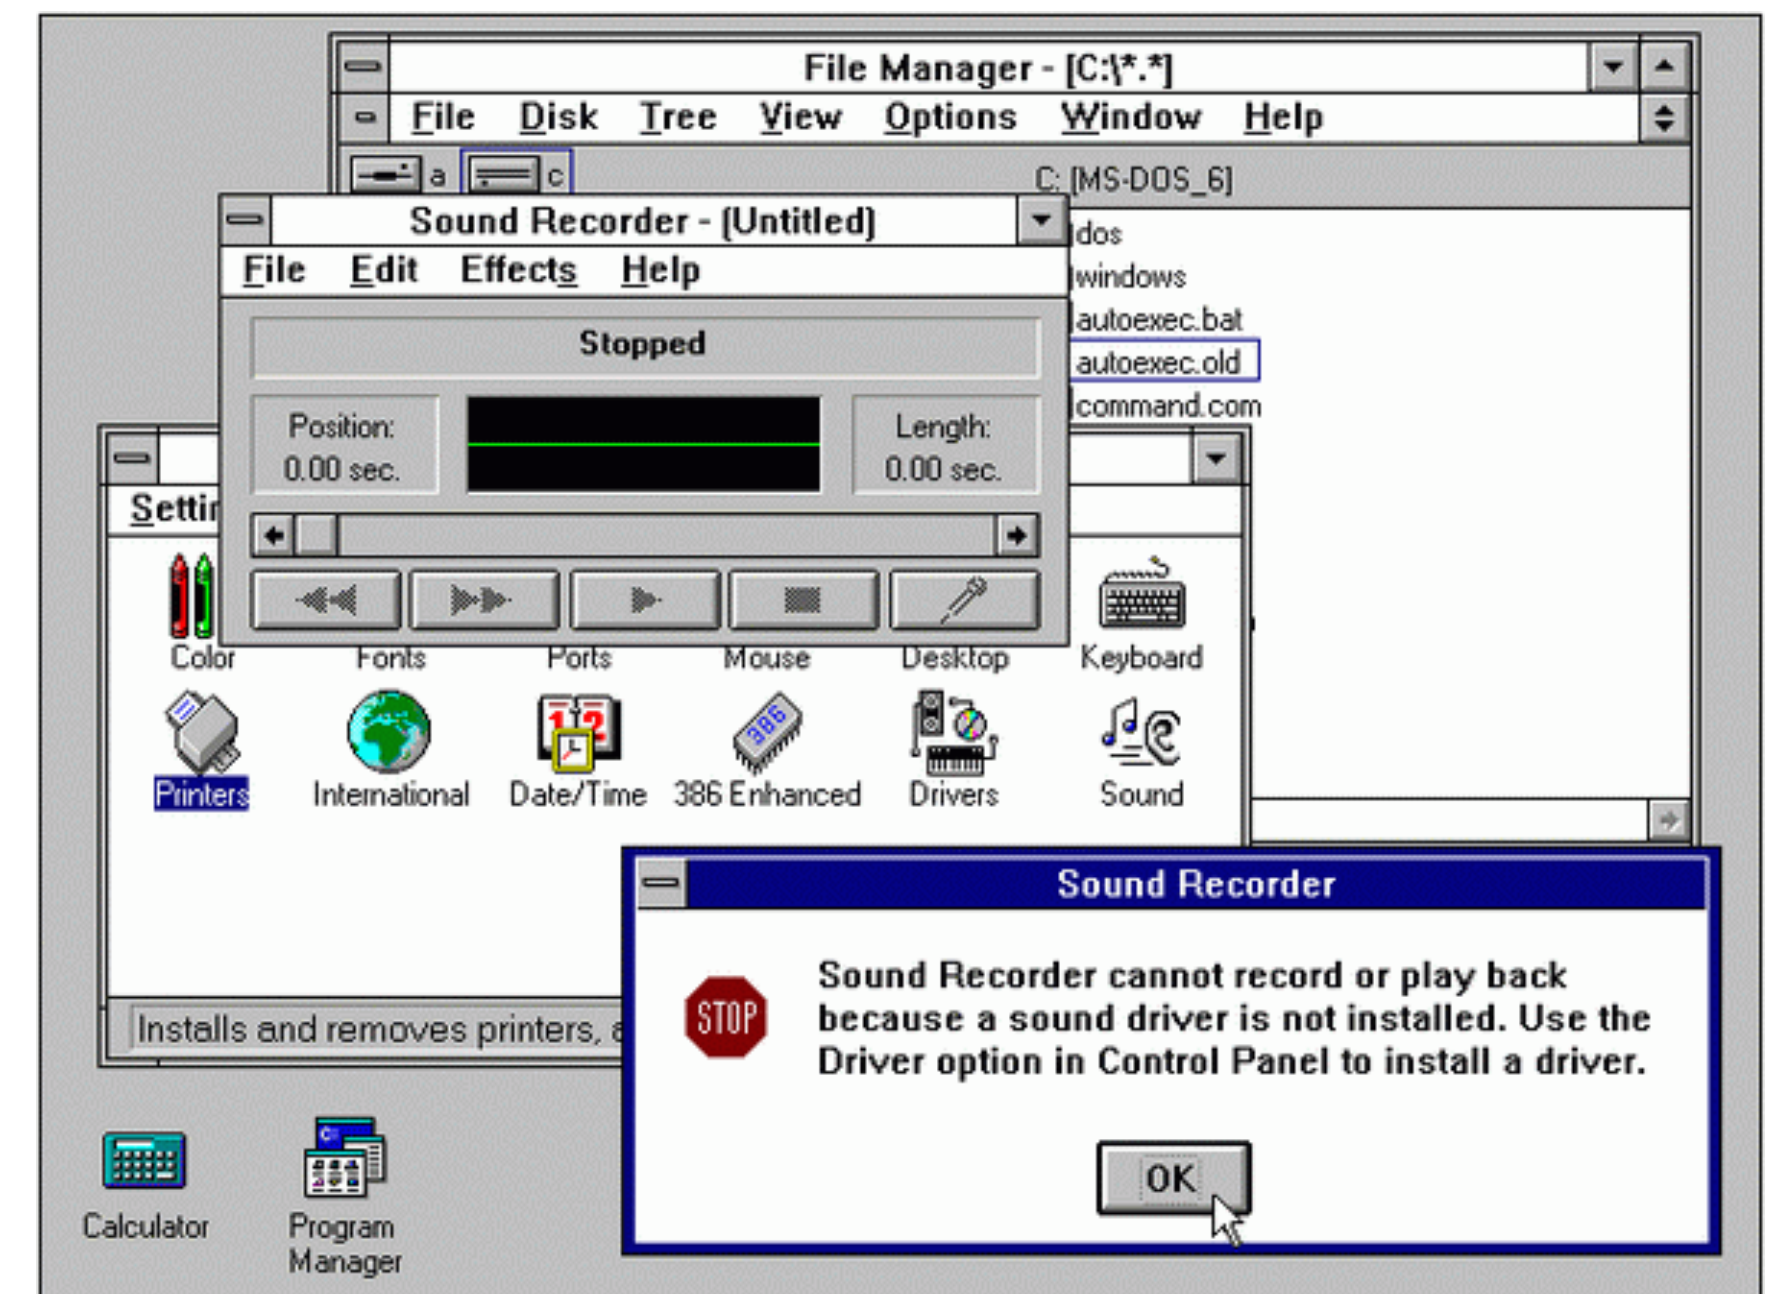 File Manager - [C:\*.*]
File Disk Tree View Options Window Help
a c C: [MS-DOS_6]
dos
windows
autoexec.bat
autoexec.old
command.com
Sound Recorder - (Untitled)
File Edit Effects Help
Stopped
Position:
0.00 sec.
Length:
0.00 sec.
Color Fonts Ports Mouse Desktop Keyboard
12
386
Printers International Date/Time 386 Enhanced Drivers Sound
Installs and removes printers,
Sound Recorder
STOP
Sound Recorder cannot record or play back
because a sound driver is not installed. Use the
Driver option in Control Panel to install a driver.
OK
Calculator
Program
Manager